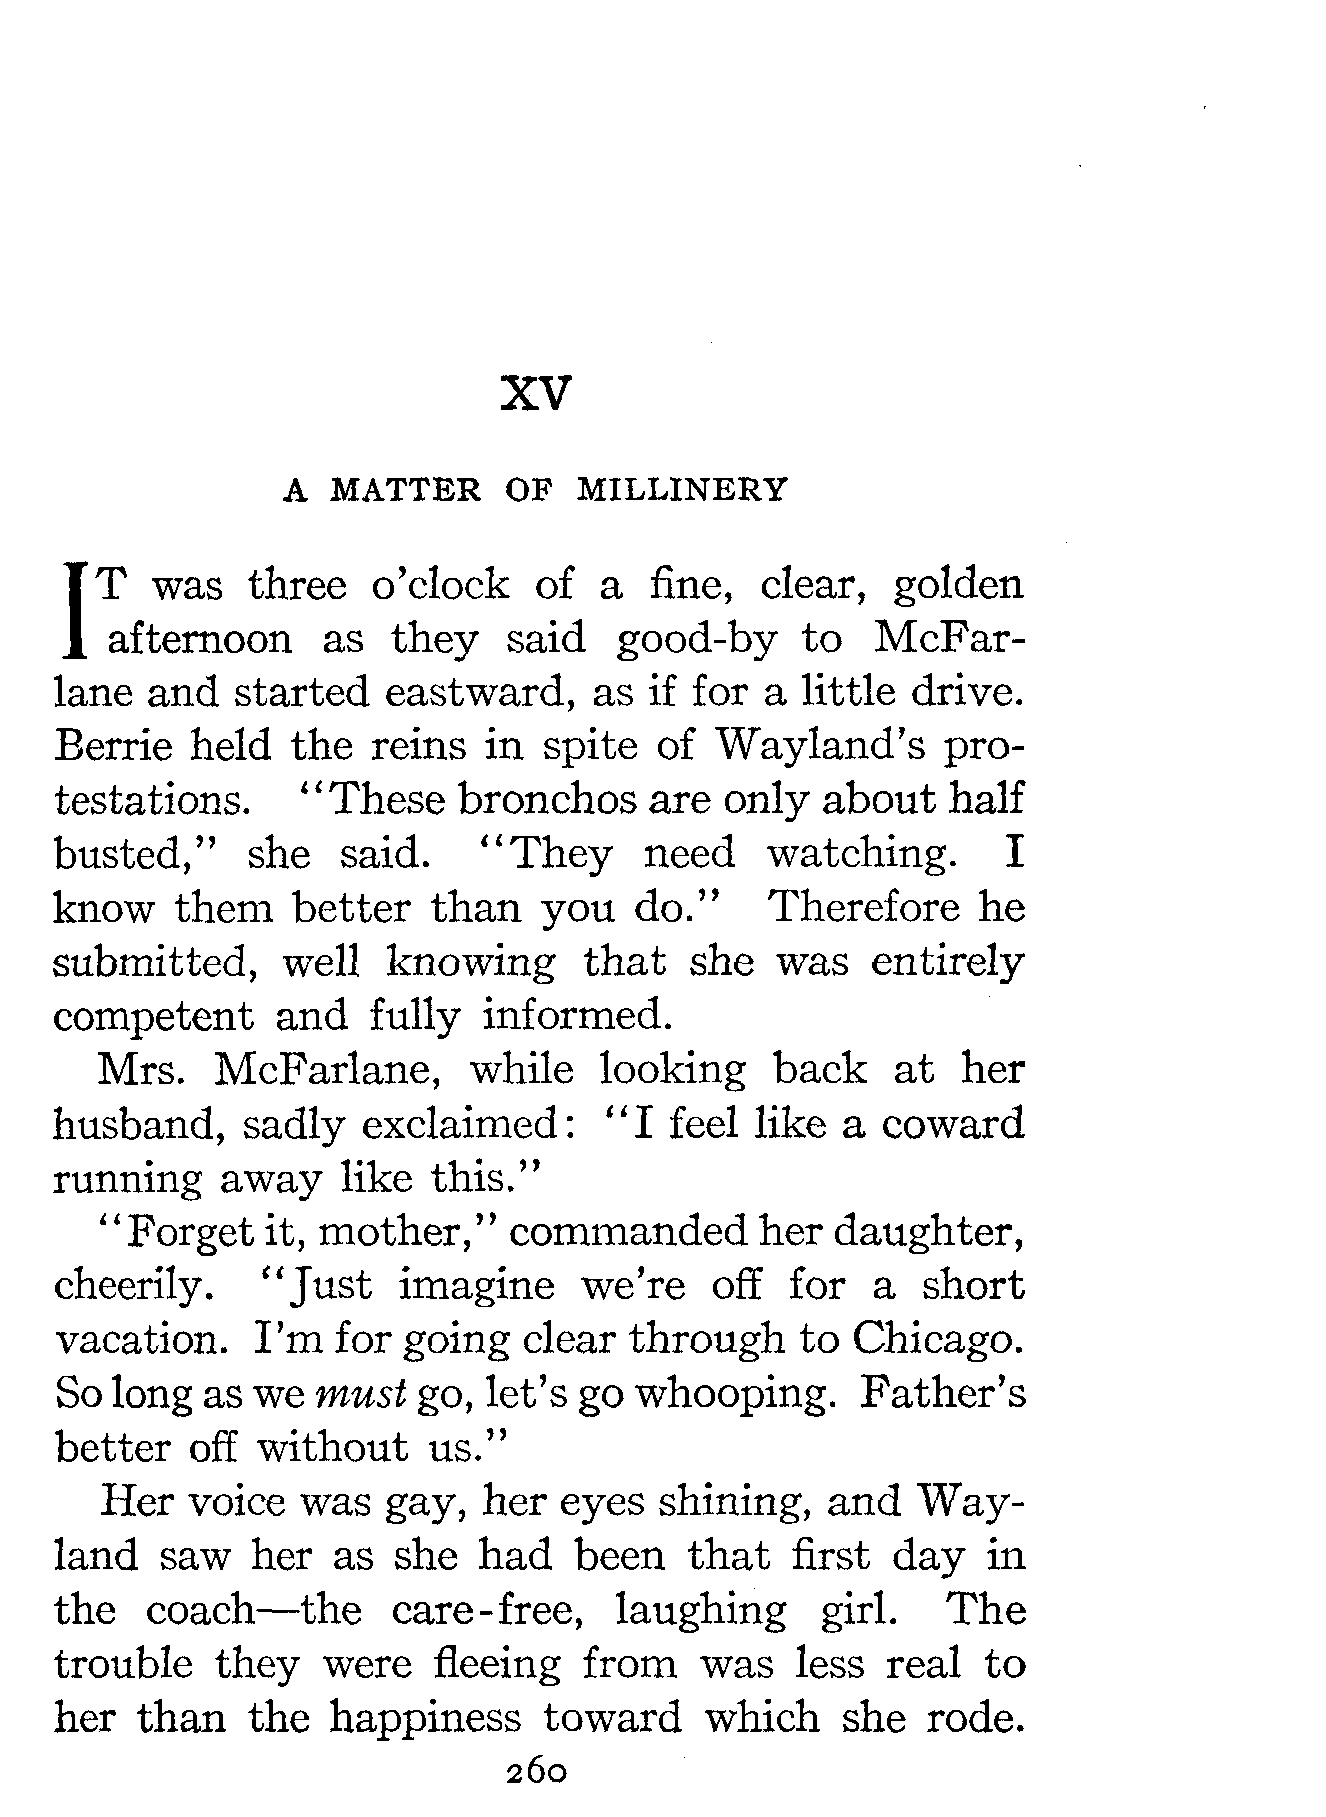 XV
A MATTER OF MILLINERY
IT was three o'clock of a fine, clear, golden
afternoon as they said good-by to McFar-
lane and started eastward, as if for a little drive.
Berrie held the reins in spite of Wayland's pro-
testations. "These bronchos are only about half
busted," she said. "They need watching. I
know them better than you do." Therefore he
submitted, well knowing that she was entirely
competent and fully informed.
Mrs. McFarlane, while looking back at her
husband, sadly exclaimed: "I feel like a coward
running away like this."
"Forget it, mother," commanded her daughter,
cheerily. "Just imagine we're off for a short
vacation. I'm for going clear through to Chicago.
So long as we must go, let's go whooping. Father's
better off without us."
Her voice was gay, her eyes shining, and Way-
land saw her as she had been that first day in
the coach—the care-free, laughing girl. The
trouble they were fleeing from was less real to
her than the happiness toward which she rode.
260